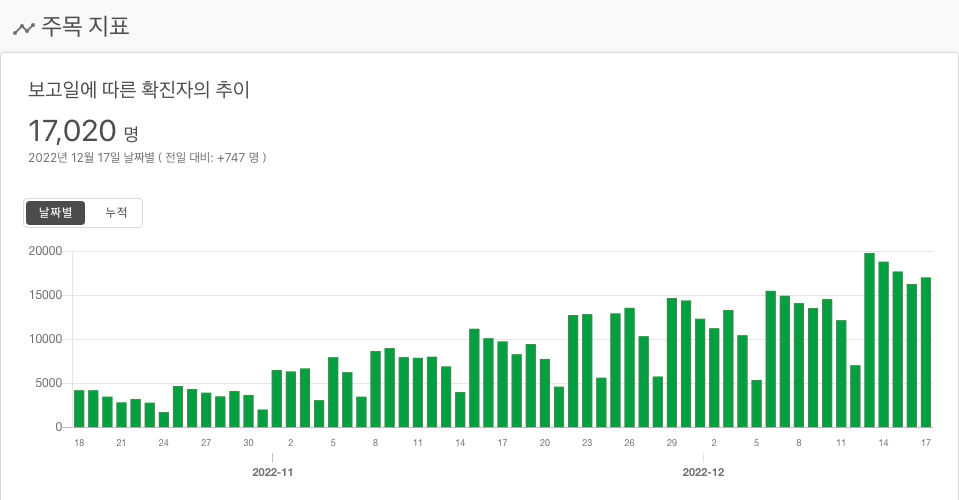 주목 지표
보고일에 따른 확진자의 추이
17,020 명
2022년 12월 17일 날짜별 ( 전일 대비: +747 명 )
날짜별 누적
20000
15000
10000
5000
0
18 21 24 27 30 2 5 8 11 14 17 20 23 26 29 2 5 8 11 14 17
2022-11 2022-12